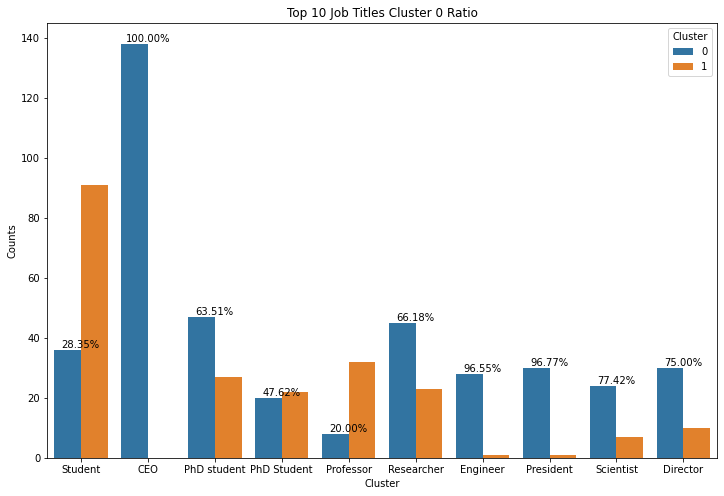 Top 10 Job Titles Cluster 0 Ratio
Counts
140
120
100
80
60
40
20
0
Cluster
0
1
28.35%
100.00%
63.51%
47.62%
20.00%
66.18%
96.55%
96.77%
77.42%
75.00%
Student
CEO
PhD student
PhD Student
Professor
Researcher
Engineer
President
Scientist
Director
Cluster